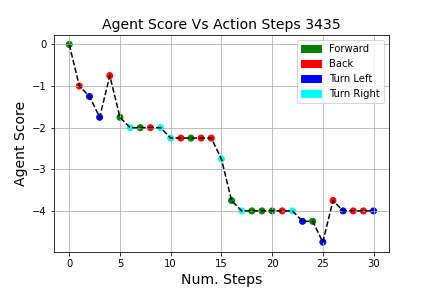 Agent Score Vs Action Steps 3435
Agent Score
0
−1
−2
−3
−4
Forward
Back
Turn Left
Turn Right
0 5 10 15 20 25 30
Num. Steps